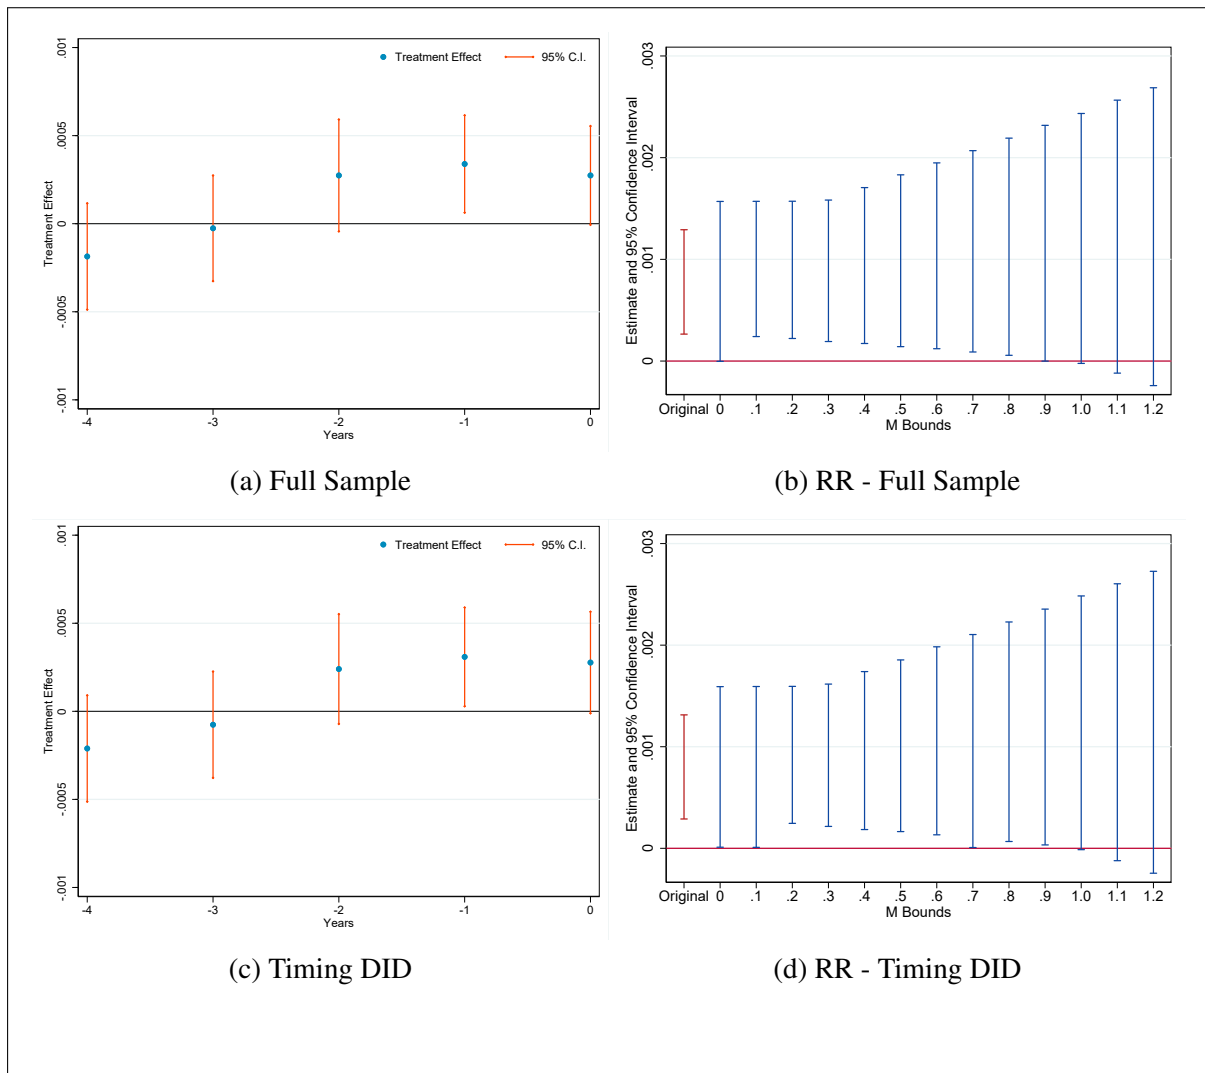 Treatment Effect 95% C.I.
Treatment Effect
.001
.0005
0
-.0005
-.001
-4 -3 -2 -1 0
Years
(a) Full Sample
Estimate and 95% Confidence Interval
.003
.002
.001
0
Original 0 .1 .2 .3 .4 .5 .6 .7 .8 .9 1.0 1.1 1.2
M Bounds
(b) RR - Full Sample
Treatment Effect 95% C.I.
Treatment Effect
.001
.0005
0
-.0005
-.001
-4 -3 -2 -1 0
Years
(c) Timing DID
Estimate and 95% Confidence Interval
.003
.002
.001
0
Original 0 .1 .2 .3 .4 .5 .6 .7 .8 .9 1.0 1.1 1.2
M Bounds
(d) RR - Timing DID